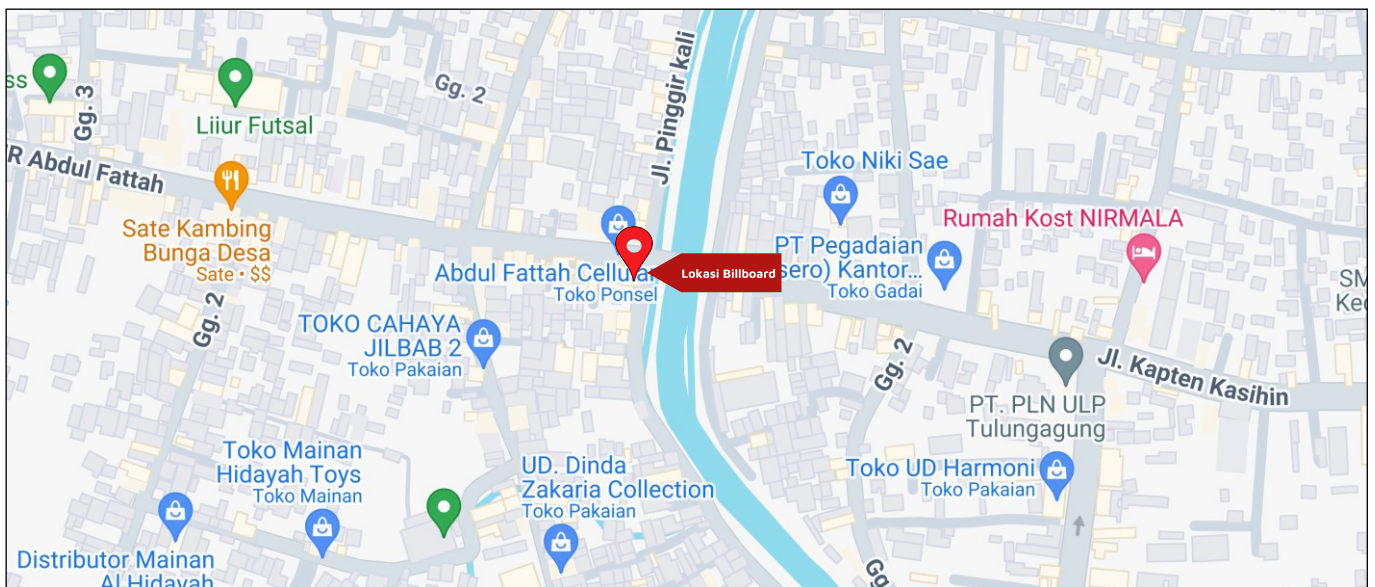 ss
Gg. 3
Liiur Futsal
Gg. 2
Jl. Pinggir kali
R Abdul Fattah
Sate Kambing
Bunga Desa
Sate • $$
Toko Niki Sae
Rumah Kost NIRMALA
PT Pegadaian
sero) Kantor...
Toko Gadai
Abdul Fattah Cellular
Toko Ponsel
Lokasi Billboard
SM
Kec
Gg. 2
TOKO CAHAYA
JILBAB 2
Toko Pakaian
Gg. 2
Jl. Kapten Kasihin
PT. PLN ULP
Tulungagung
Toko Mainan
Hidayah Toys
Toko Mainan
UD. Dinda
Zakaria Collection
Toko Pakaian
Toko UD Harmoni
Toko Pakaian
Distributor Mainan
Al Hidayah
Gg